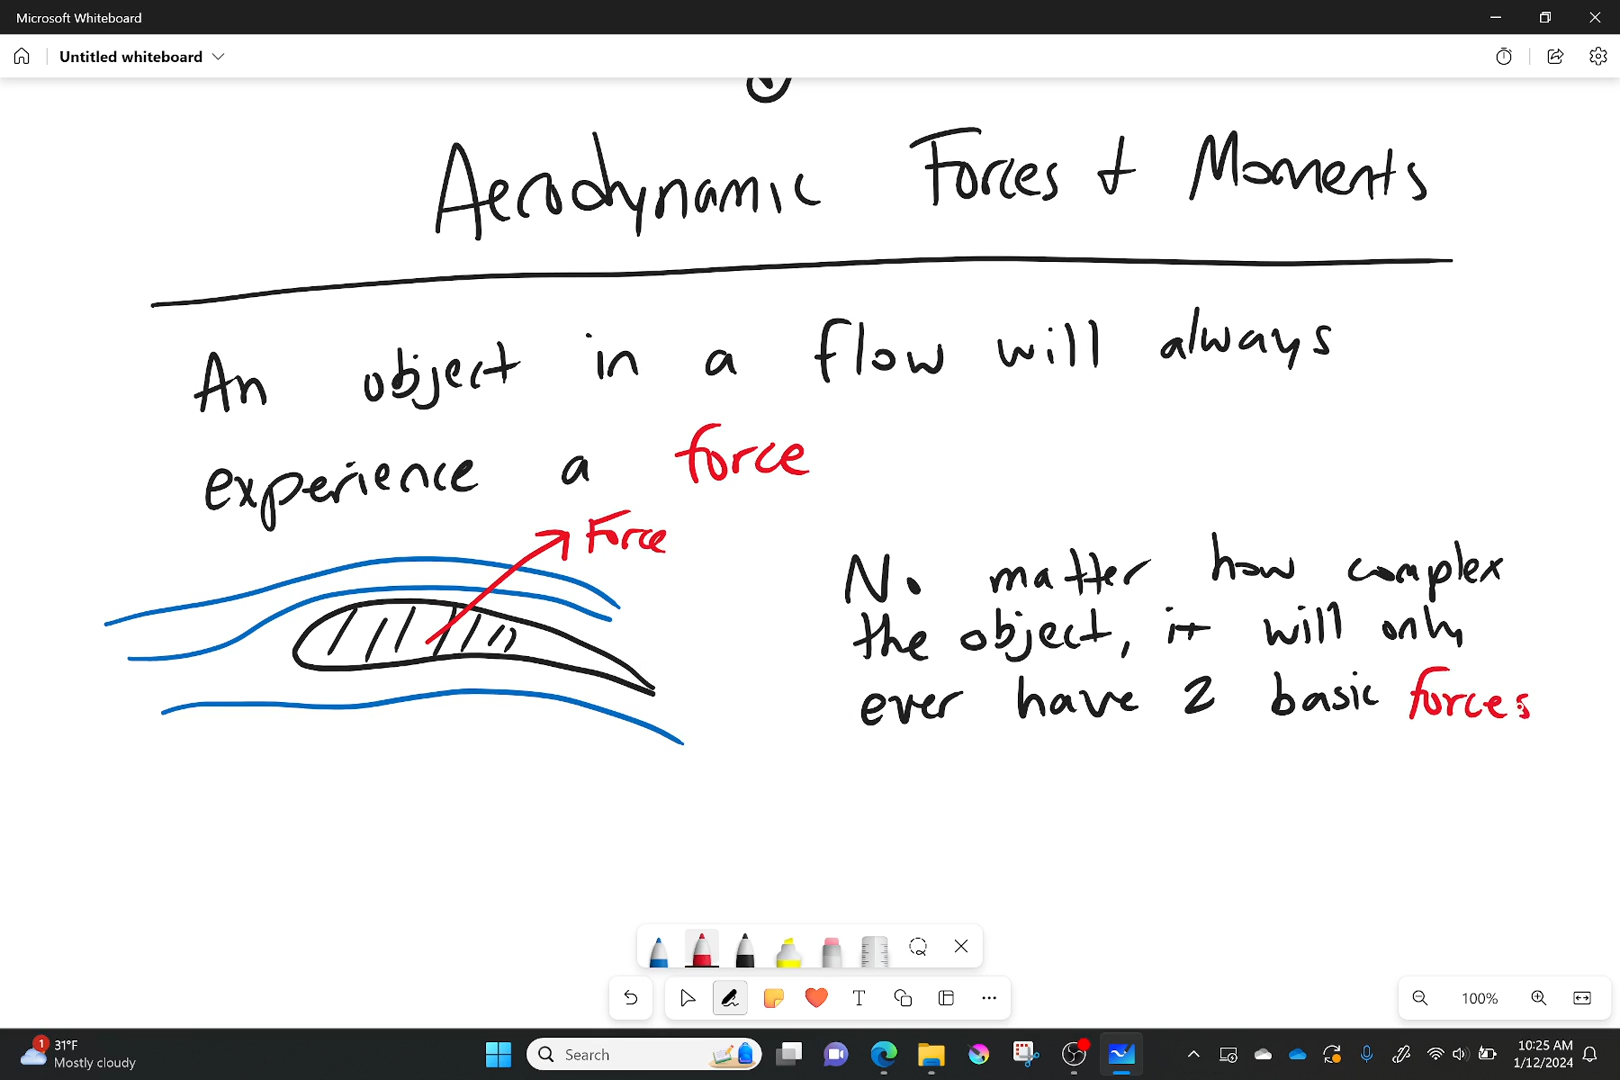 Microsoft Whiteboard
Untitled whiteboard
Aerodynamic Forces & Moments
An object in a flow will always
experience a force
Force
No matter how complex
the object, it will only
ever have 2 basic forces
100%
1
31°F
Mostly cloudy
Search
10:25 AM
1/12/2024